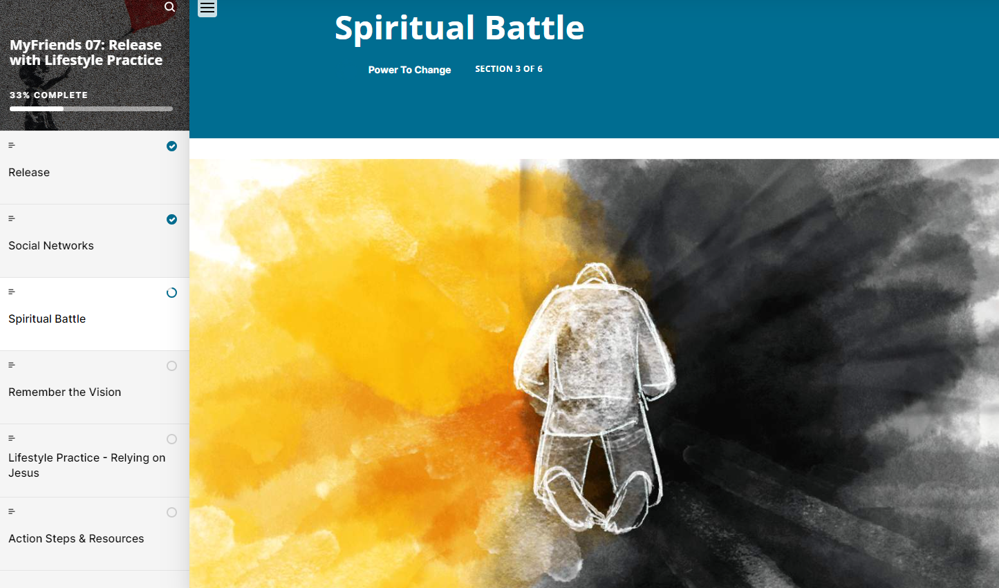 MyFriends 07: Release
with Lifestyle Practice
33% COMPLETE
Release
Social Networks
Spiritual Battle
Remember the Vision
Lifestyle Practice - Relying on
Jesus
Action Steps & Resources
Spiritual Battle
Power To Change
SECTION 3 OF 6